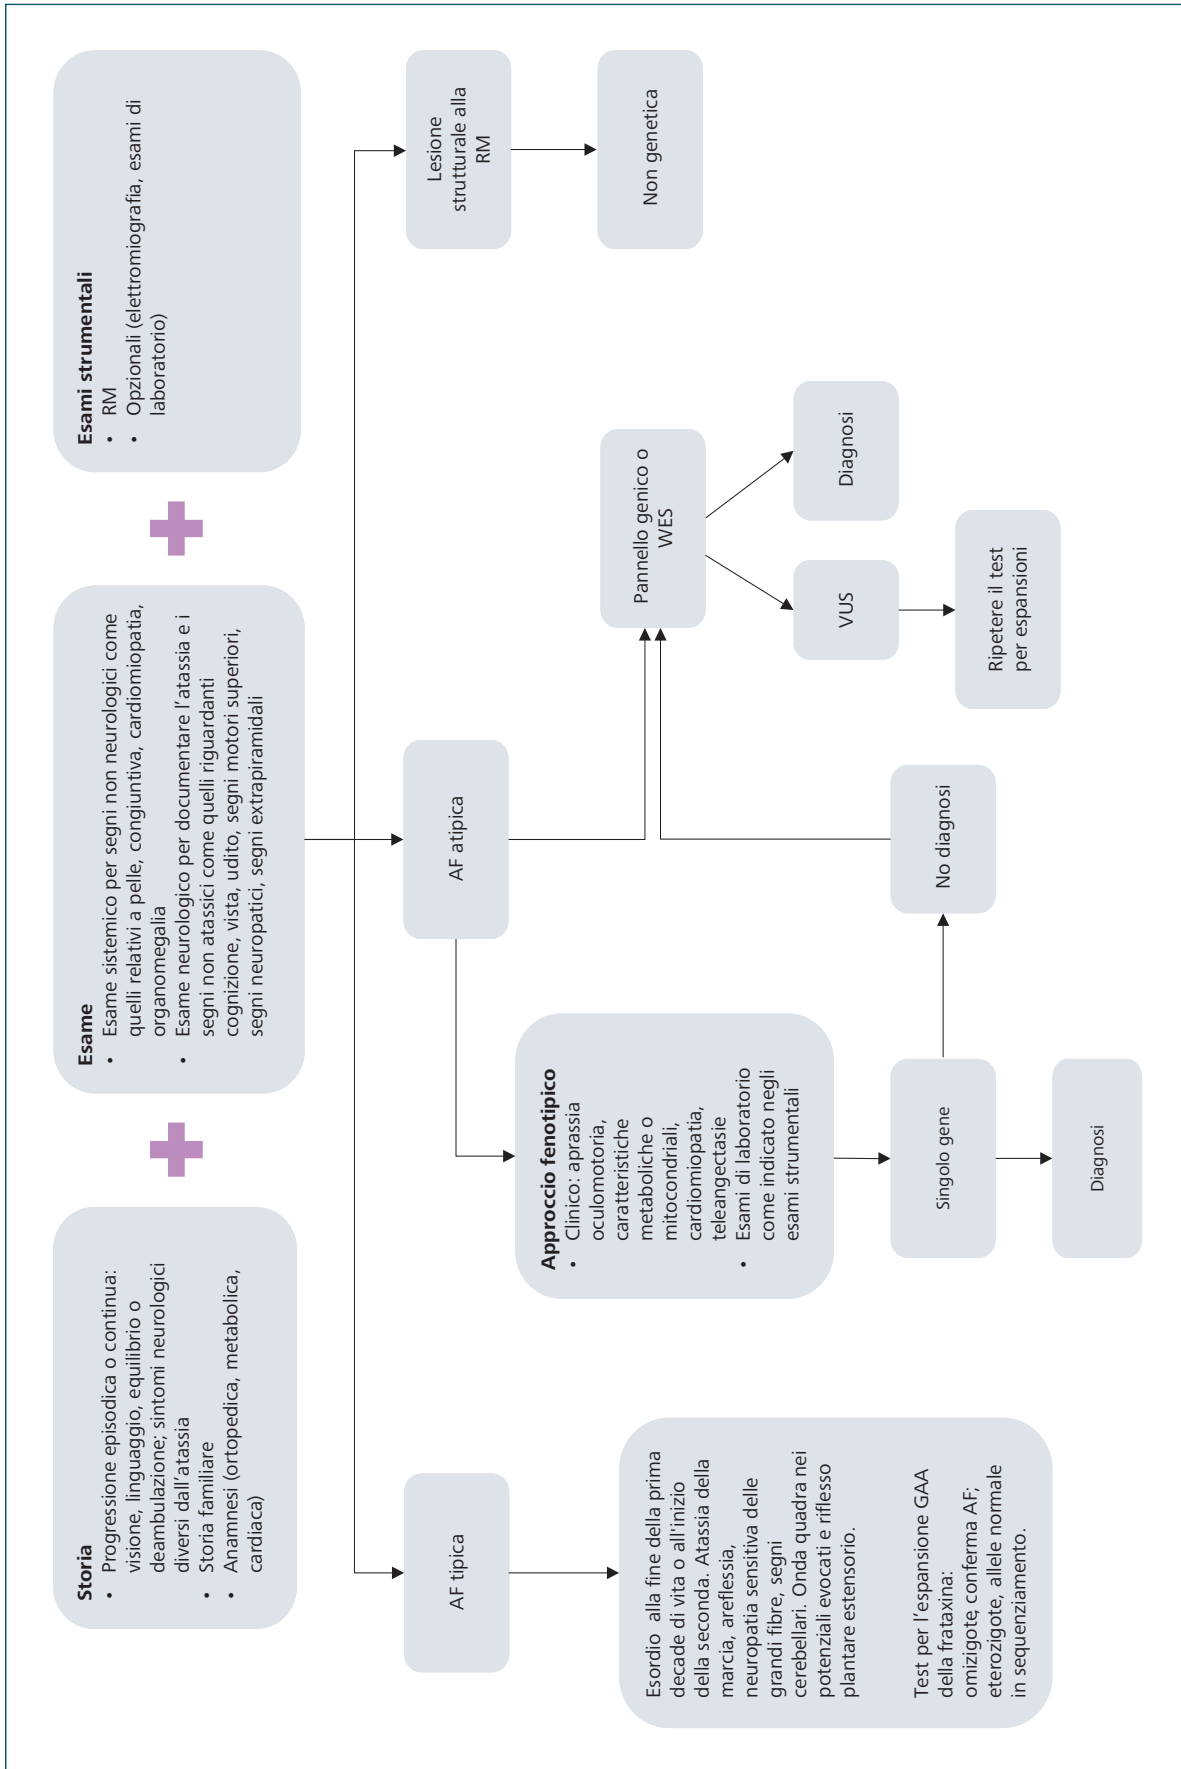 Storia
• Progressione episodica o continua:
visione, linguaggio, equilibrio o
deambulazione; sintomi neurologici
diversi dall'atassia
• Storia familiare
• Anamnesi (ortopedica, metabolica,
cardiaca)
Esame
• Esame sistemico per segni non neurologici come
quelli relativi a pelle, congiuntiva, cardiomiopatia,
organomegalia
• Esame neurologico per documentare l'atassia e i
segni non atassici come quelli riguardanti
cognizione, vista, udito, segni motori superiori,
segni neuropatici, segni extrapiramidali
Esami strumentali
• RM
• Opzionali (elettromiografia, esami di
laboratorio)
AF tipica
AF atipica
Lesione
strutturale alla
RM
Esordio alla fine della prima
decade di vita o all'inizio
della seconda. Atassia della
marcia, areflessia,
neuropatia sensitiva delle
grandi fibre, segni
cerebellari. Onda quadra nei
potenziali evocati e riflesso
plantare estensorio.
Test per l'espansione GAA
della frataxina:
omizigote, conferma AF;
eterozigote, allele normale
in sequenziamento.
Approccio fenotipico
• Clinico: aprassia
oculomotoria,
caratteristiche
metaboliche o
mitocondriali,
cardiomiopatia,
teleangectasie
• Esami di laboratorio
come indicato negli
esami strumentali
Singolo gene
Diagnosi
No diagnosi
Pannello genico o
WES
VUS
Diagnosi
Ripetere il test
per espansioni
Non genetica